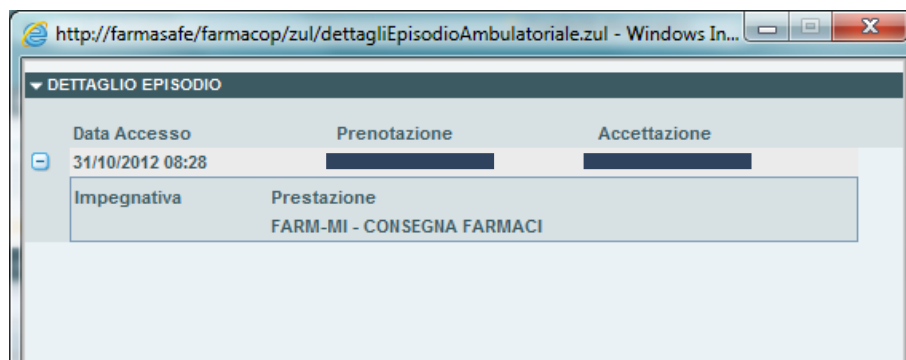 http://farmasafe/farmacop/zul/dettagliEpisodioAmbulatoriale.zul - Windows In...
DETTAGLIO EPISODIO
Data Accesso Prenotazione Accettazione
31/10/2012 08:28
Impegnativa Prestazione
FARM-MI - CONSEGNA FARMACI